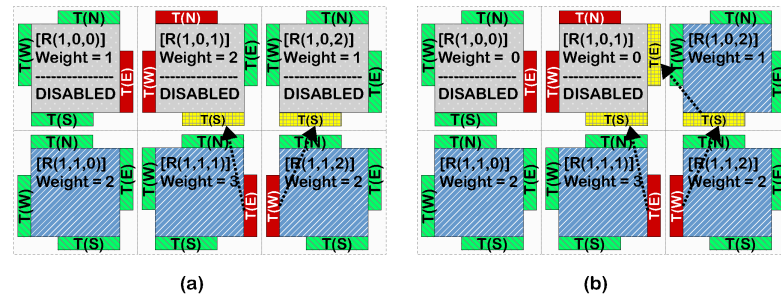 T(N)
[R(1,0,0)]
Weight = 1
DISABLED
T(W)
T(E)
T(S)
T(N)
[R(1,0,1)]
Weight = 2
DISABLED
T(W)
T(E)
T(S)
T(N)
[R(1,0,2)]
Weight = 1
DISABLED
T(E)
T(S)
T(N)
[R(1,1,0)]
Weight = 2
T(W)
T(E)
T(S)
T(N)
[R(1,1,1)]
Weight = 3
T(W)
T(E)
T(S)
T(N)
[R(1,1,2)]
Weight = 2
T(W)
T(E)
T(S)
(a)
T(N)
[R(1,0,0)]
Weight = 0
DISABLED
T(W)
T(E)
T(S)
T(N)
[R(1,0,1)]
Weight = 0
DISABLED
T(W)
T(E)
T(S)
T(N)
[R(1,0,2)]
Weight = 1
T(W)
T(E)
T(S)
T(N)
[R(1,1,0)]
Weight = 2
T(W)
T(E)
T(S)
T(N)
[R(1,1,1)]
Weight = 3
T(W)
T(E)
T(S)
T(N)
[R(1,1,2)]
Weight = 2
T(W)
T(E)
T(S)
(b)